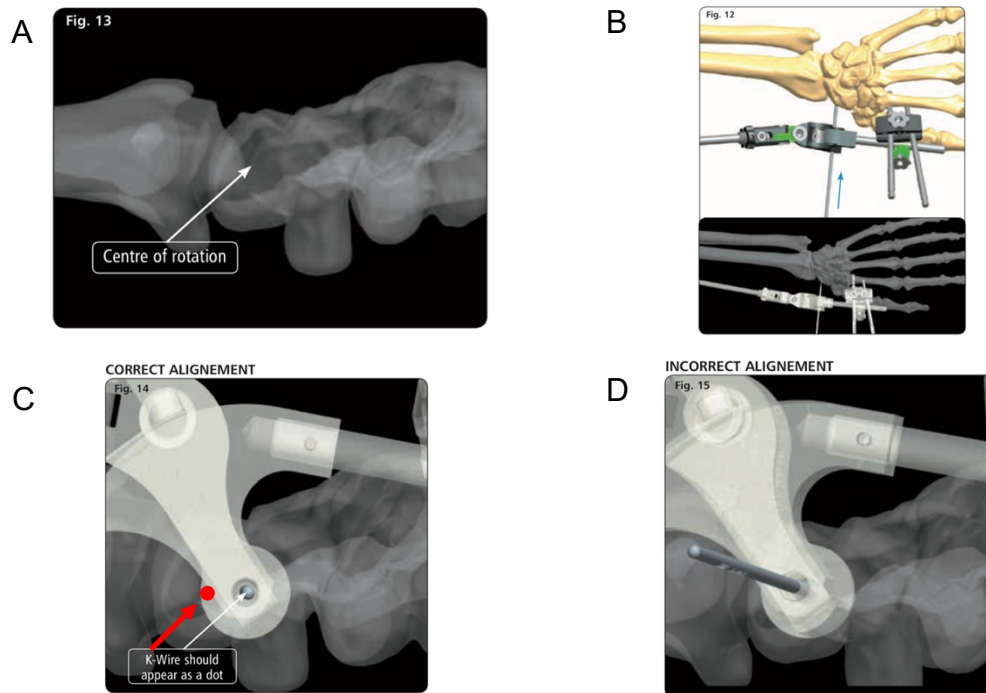 A
Fig. 13
Centre of rotation
B
Fig. 12
C
CORRECT ALIGNEMENT
Fig. 14
K-Wire should
appear as a dot
D
INCORRECT ALIGNEMENT
Fig. 15